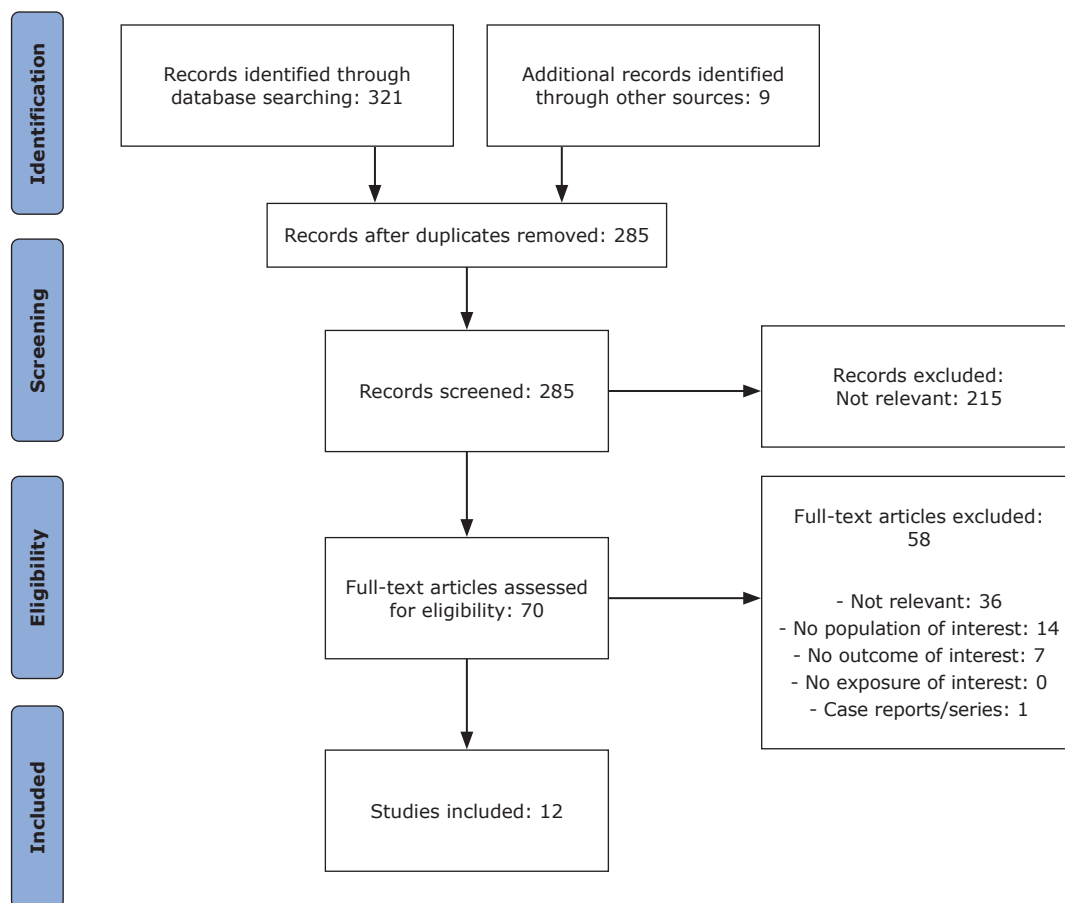 Identification
Records identified through
database searching: 321
Additional records identified
through other sources: 9
Records after duplicates removed: 285
Screening
Records screened: 285
Records excluded:
Not relevant: 215
Eligibility
Full-text articles assessed
for eligibility: 70
Full-text articles excluded:
58
- Not relevant: 36
- No population of interest: 14
- No outcome of interest: 7
- No exposure of interest: 0
- Case reports/series: 1
Included
Studies included: 12